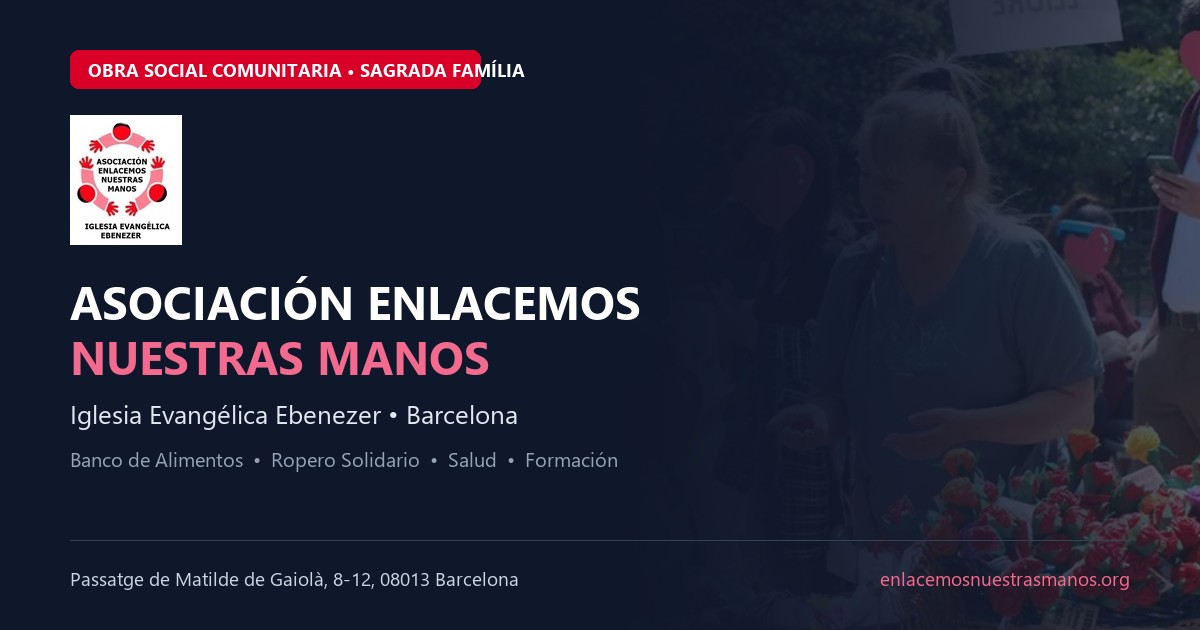 OBRA SOCIAL COMUNITARIA • SAGRADA FAMÍLIA
ASOCIACIÓN
ENLACEMOS
NUESTRAS
MANOS
IGLESIA EVANGÉLICA
EBENEZER
ASOCIACIÓN ENLACEMOS
NUESTRAS MANOS
Iglesia Evangélica Ebenezer • Barcelona
Banco de Alimentos • Ropero Solidario • Salud • Formación
Passatge de Matilde de Gaiolà, 8-12, 08013 Barcelona
enlacemosnuestrasmanos.org